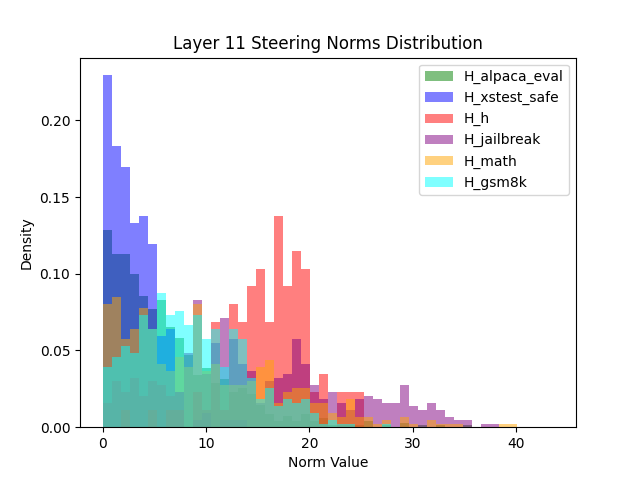 Layer 11 Steering Norms Distribution
H_alpaca_eval
H_xstest_safe
H_h
H_jailbreak
H_math
H_gsm8k
0.20
0.15
0.10
0.05
0.00
Density
0 10 20 30 40
Norm Value